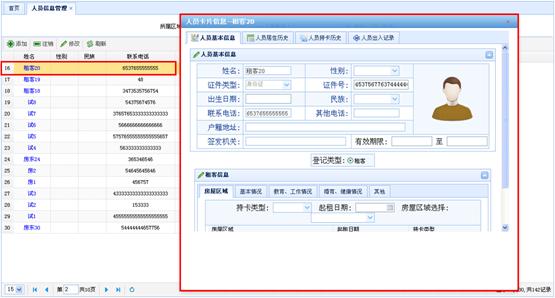 首页 人员信息管理
人员卡片信息--租客20
房屋区域
添加 注销 修改 刷新
姓名 性别 民族 联系电话
16 租客20 6537655555555
17 租客19 48
18 租客18 3473535756754
19 试8 54375674576
20 试7
21 试6
22 试5
23 试4
24 房东24 365346546
25 房2 54645645646
26 房1 456757
27 试3
28 试2 153333
29 试1
30 房东30 54444444657756
15 第 2 共10页
共142记录
人员基本信息 人员居住历史 人员持卡历史 人员出入记录
人员基本信息
姓名： 租客20 性别：
证件类型： 身份证 证件号：
出生日期： 民族：
联系电话： 6537655555555 其他电话：
户籍地址：
签发机关： 有效期限： 至
登记类型： 租客
租客信息
房屋区域 基本情况 教育、工作情况 婚育、健康情况 其他
持卡类型： 起租日期： 房屋区域选择：
房屋区域 起租日期 持卡类型